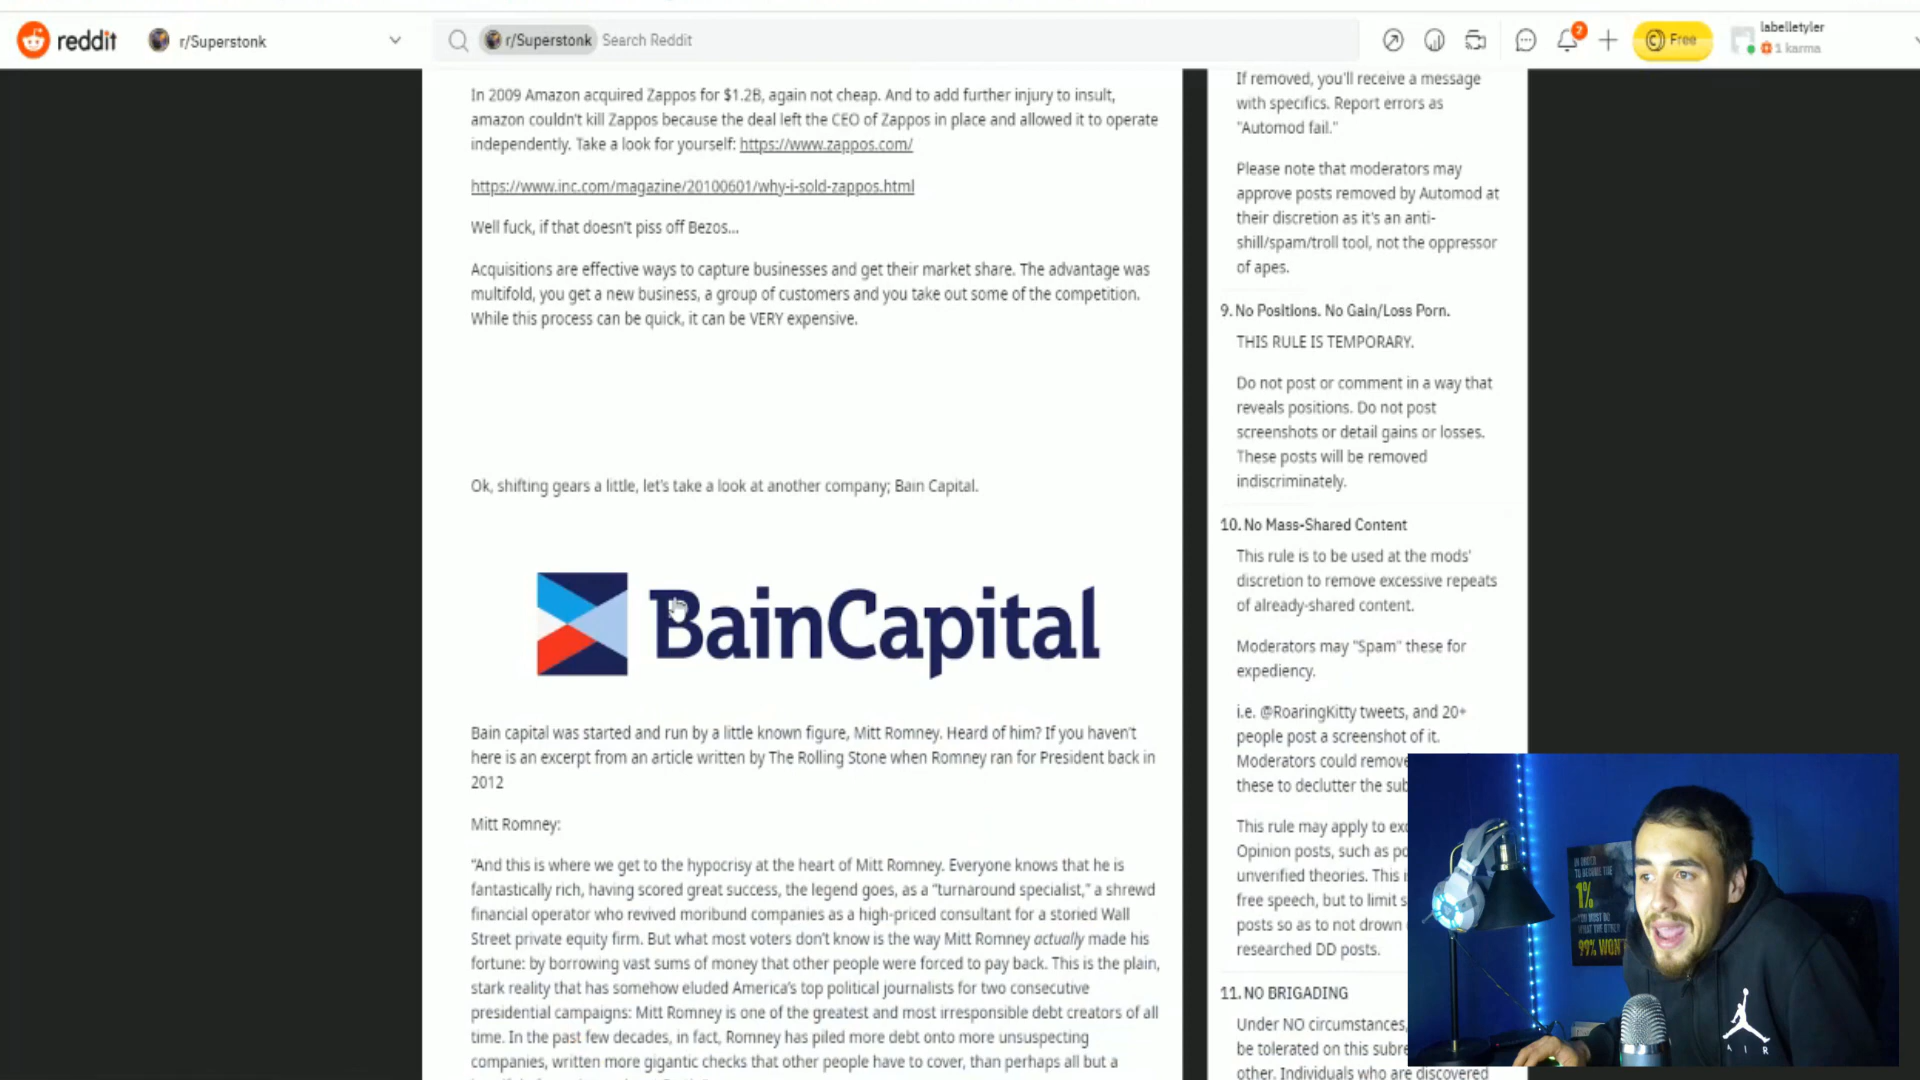 reddit
r/Superstonk
r/Superstonk
Search Reddit
7
Free
labelletyler
1 karma
In 2009 Amazon acquired Zappos for $1.2B, again not cheap. And to add further injury to insult,
amazon couldn't kill Zappos because the deal left the CEO of Zappos in place and allowed it to operate
independently. Take a look for yourself: https://www.zappos.com/
https://www.inc.com/magazine/20100601/why-i-sold-zappos.html
Well fuck, if that doesn't piss off Bezos...
Acquisitions are effective ways to capture businesses and get their market share. The advantage was
multifold, you get a new business, a group of customers and you take out some of the competition.
While this process can be quick, it can be VERY expensive.
Ok, shifting gears a little, let's take a look at another company; Bain Capital.
BainCapital
Bain capital was started and run by a little known figure, Mitt Romney. Heard of him? If you haven't
here is an excerpt from an article written by The Rolling Stone when Romney ran for President back in
2012
Mitt Romney:
"And this is where we get to the hypocrisy at the heart of Mitt Romney. Everyone knows that he is
fantastically rich, having scored great success, the legend goes, as a "turnaround specialist," a shrewd
financial operator who revived moribund companies as a high-priced consultant for a storied Wall
Street private equity firm. But what most voters don't know is the way Mitt Romney actually made his
fortune: by borrowing vast sums of money that other people were forced to pay back. This is the plain,
stark reality that has somehow eluded America's top political journalists for two consecutive
presidential campaigns: Mitt Romney is one of the greatest and most irresponsible debt creators of all
time. In the past few decades, in fact, Romney has piled more debt onto more unsuspecting
companies, written more gigantic checks that other people have to cover, than perhaps all but a
If removed, you'll receive a message
with specifics. Report errors as
"Automod fail."
Please note that moderators may
approve posts removed by Automod at
their discretion as it's an anti-
shill/spam/troll tool, not the oppressor
of apes.
9. No Positions. No Gain/Loss Porn.
THIS RULE IS TEMPORARY.
Do not post or comment in a way that
reveals positions. Do not post
screenshots or detail gains or losses.
These posts will be removed
indiscriminately.
10. No Mass-Shared Content
This rule is to be used at the mods'
discretion to remove excessive repeats
of already-shared content.
Moderators may "Spam" these for
expediency.
i.e. @RoaringKitty tweets, and 20+
people post a screenshot of it.
Moderators could remove
these to declutter the sub
This rule may apply to exc
Opinion posts, such as po
unverified theories. This i
free speech, but to limit s
posts so as to not drown
researched DD posts.
11. NO BRIGADING
Under NO circumstances,
be tolerated on this subre
other. Individuals who are discovered
IN ORDER
TO BECOME THE
1%
YOU MUST DO
WHAT THE OTHER
99% WON'
AIR